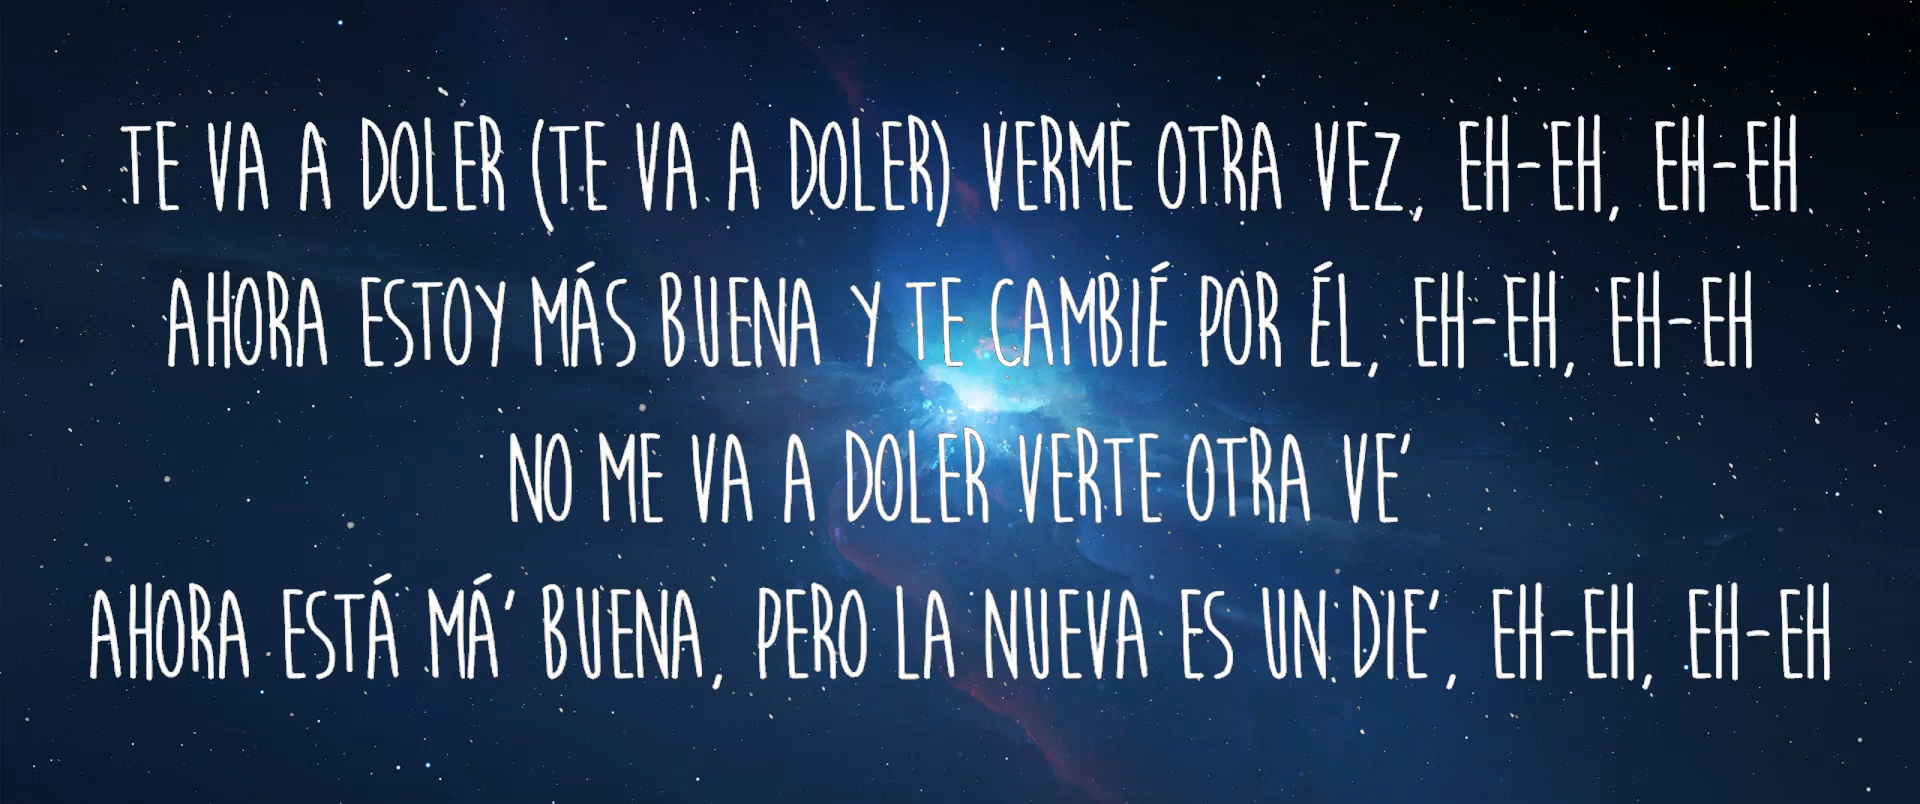 TE VA A DOLER (TE VA A DOLER) VERME OTRA VEZ, EH-EH, EH-EH
AHORA ESTOY MÁS BUENA Y TE CAMBIÉ POR ÉL, EH-EH, EH-EH
NO ME VA A DOLER VERTE OTRA VE'
AHORA ESTÁ MÁ' BUENA, PERO LA NUEVA ES UN DIE', EH-EH, EH-EH